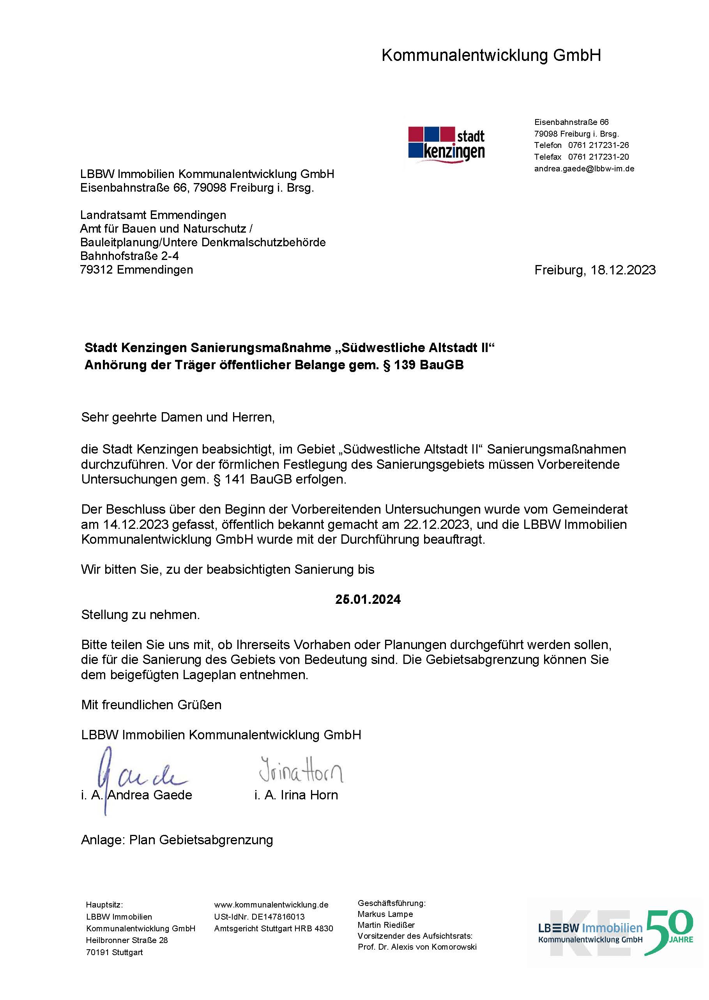 Kommunalentwicklung GmbH
stadt
kenzingen
Eisenbahnstraße 66
79098 Freiburg i. Brsg.
Telefon 0761 217231-26
Telefax 0761 217231-20
andrea.gaede@lbbw-im.de
LBBW Immobilien Kommunalentwicklung GmbH
Eisenbahnstraße 66, 79098 Freiburg i. Brsg.
Landratsamt Emmendingen
Amt für Bauen und Naturschutz /
Bauleitplanung/Untere Denkmalschutzbehörde
Bahnhofstraße 2-4
79312 Emmendingen
Freiburg, 18.12.2023
Stadt Kenzingen Sanierungsmaßnahme „Südwestliche Altstadt II“
Anhörung der Träger öffentlicher Belange gem. § 139 BauGB
Sehr geehrte Damen und Herren,
die Stadt Kenzingen beabsichtigt, im Gebiet „Südwestliche Altstadt II“ Sanierungsmaßnahmen
durchzuführen. Vor der förmlichen Festlegung des Sanierungsgebiets müssen Vorbereitende
Untersuchungen gem. § 141 BauGB erfolgen.
Der Beschluss über den Beginn der Vorbereitenden Untersuchungen wurde vom Gemeinderat
am 14.12.2023 gefasst, öffentlich bekannt gemacht am 22.12.2023, und die LBBW Immobilien
Kommunalentwicklung GmbH wurde mit der Durchführung beauftragt.
Wir bitten Sie, zu der beabsichtigten Sanierung bis
25.01.2024
Stellung zu nehmen.
Bitte teilen Sie uns mit, ob Ihrerseits Vorhaben oder Planungen durchgeführt werden sollen,
die für die Sanierung des Gebiets von Bedeutung sind. Die Gebietsabgrenzung können Sie
dem beigefügten Lageplan entnehmen.
Mit freundlichen Grüßen
LBBW Immobilien Kommunalentwicklung GmbH
Gaede Irina Horn
i. A. Andrea Gaede i. A. Irina Horn
Anlage: Plan Gebietsabgrenzung
Hauptsitz:
LBBW Immobilien
Kommunalentwicklung GmbH
Heilbronner Straße 28
70191 Stuttgart
www.kommunalentwicklung.de
USt-IdNr. DE147816013
Amtsgericht Stuttgart HRB 4830
Geschäftsführung:
Markus Lampe
Martin Riedißer
Vorsitzender des Aufsichtsrats:
Prof. Dr. Alexis von Komorowski
KE
LBBW Immobilien
Kommunalentwicklung GmbH
50
JAHRE